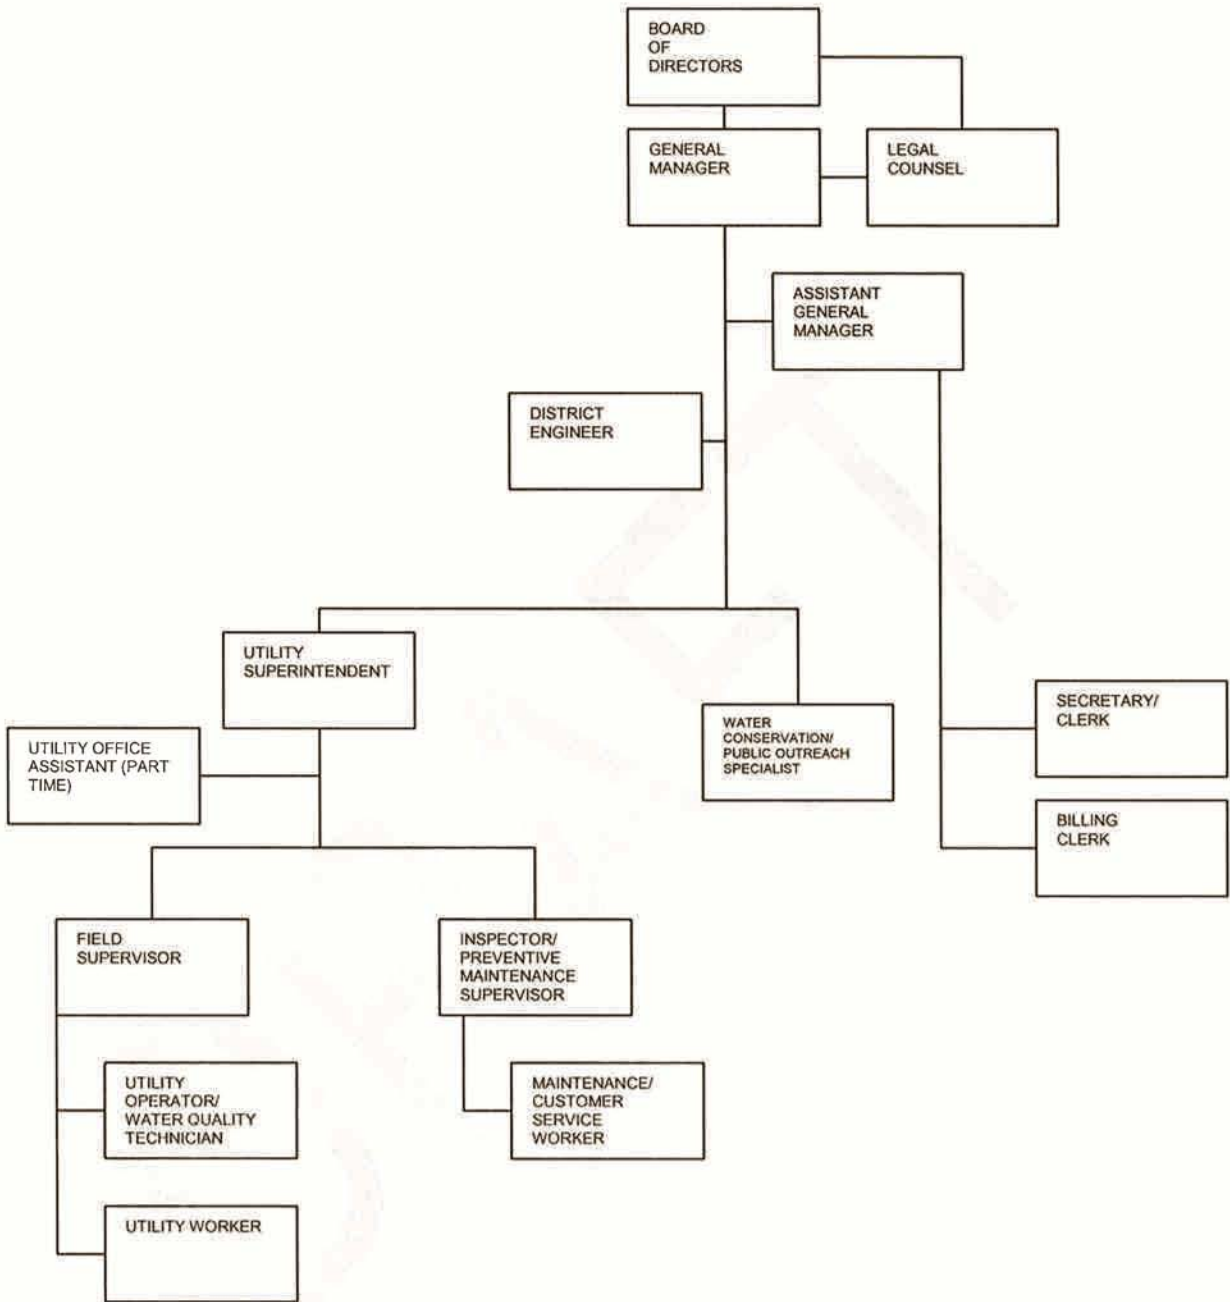 BOARD
OF
DIRECTORS
GENERAL
MANAGER
LEGAL
COUNSEL
ASSISTANT
GENERAL
MANAGER
DISTRICT
ENGINEER
UTILITY
SUPERINTENDENT
WATER
CONSERVATION/
PUBLIC OUTREACH
SPECIALIST
SECRETARY/
CLERK
UTILITY OFFICE
ASSISTANT (PART
TIME)
BILLING
CLERK
FIELD
SUPERVISOR
INSPECTOR/
PREVENTIVE
MAINTENANCE
SUPERVISOR
UTILITY
OPERATOR/
WATER QUALITY
TECHNICIAN
MAINTENANCE/
CUSTOMER
SERVICE
WORKER
UTILITY WORKER